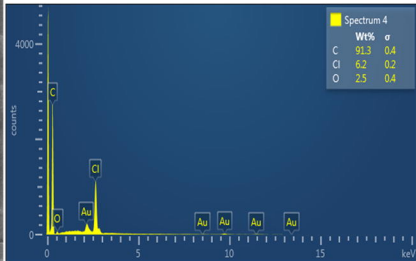 Spectrum 4
Wt% σ
C 91.3 0.4
Cl 6.2 0.2
O 2.5 0.4
4000
counts
C
Cl
Au
O
Au Au Au Au
0
0 5 10 15 keV